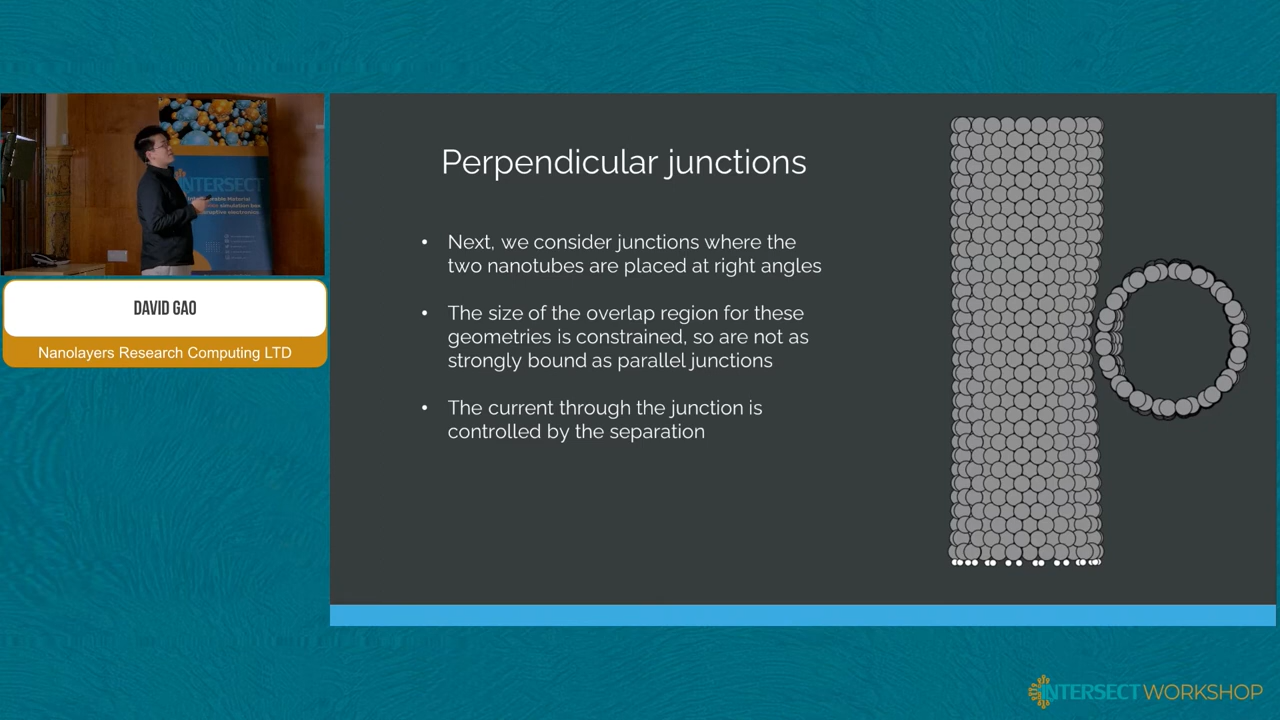 INTERSECT
DAVID GAO
Nanolayers Research Computing LTD
Perpendicular junctions
• Next, we consider junctions where the
two nanotubes are placed at right angles
• The size of the overlap region for these
geometries is constrained, so are not as
strongly bound as parallel junctions
• The current through the junction is
controlled by the separation
INTERSECT WORKSHOP